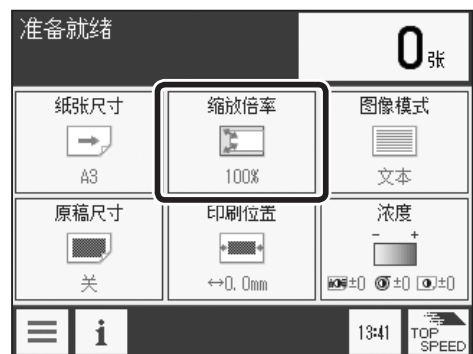 准备就绪
0张
纸张尺寸
A3
缩放倍率
100%
图像模式
文本
原稿尺寸
关
印刷位置
↔0.0mm
浓度
- +
±0 ±0 ±0
i
13:41
TOP
SPEED